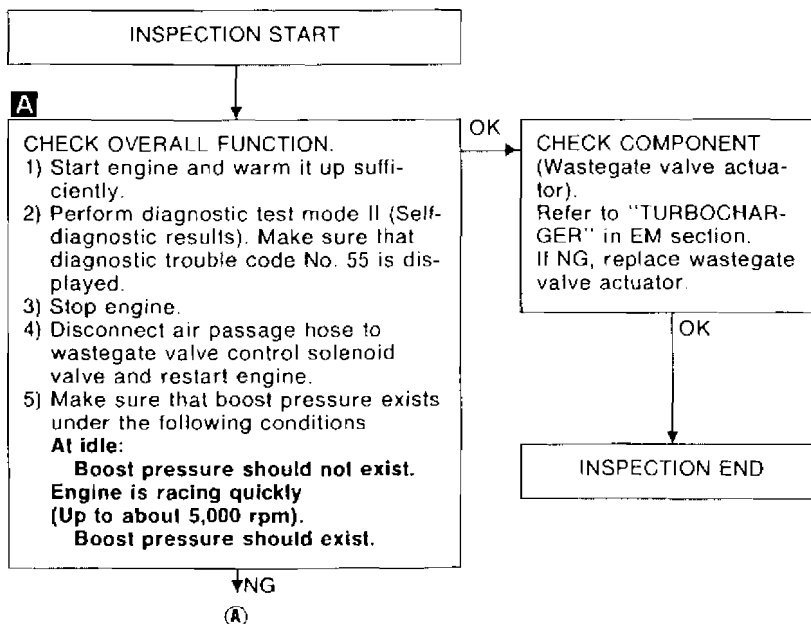 INSPECTION START
A
CHECK OVERALL FUNCTION.
1) Start engine and warm it up suffi-
ciently.
2) Perform diagnostic test mode II (Self-
diagnostic results). Make sure that
diagnostic trouble code No. 55 is dis-
played.
3) Stop engine.
4) Disconnect air passage hose to
wastegate valve control solenoid
valve and restart engine.
5) Make sure that boost pressure exists
under the following conditions
At idle:
Boost pressure should not exist.
Engine is racing quickly
(Up to about 5,000 rpm).
Boost pressure should exist.
NG
Ⓐ
OK
CHECK COMPONENT
(Wastegate valve actua-
tor).
Refer to "TURBOCHAR-
GER" in EM section.
If NG, replace wastegate
valve actuator.
OK
INSPECTION END